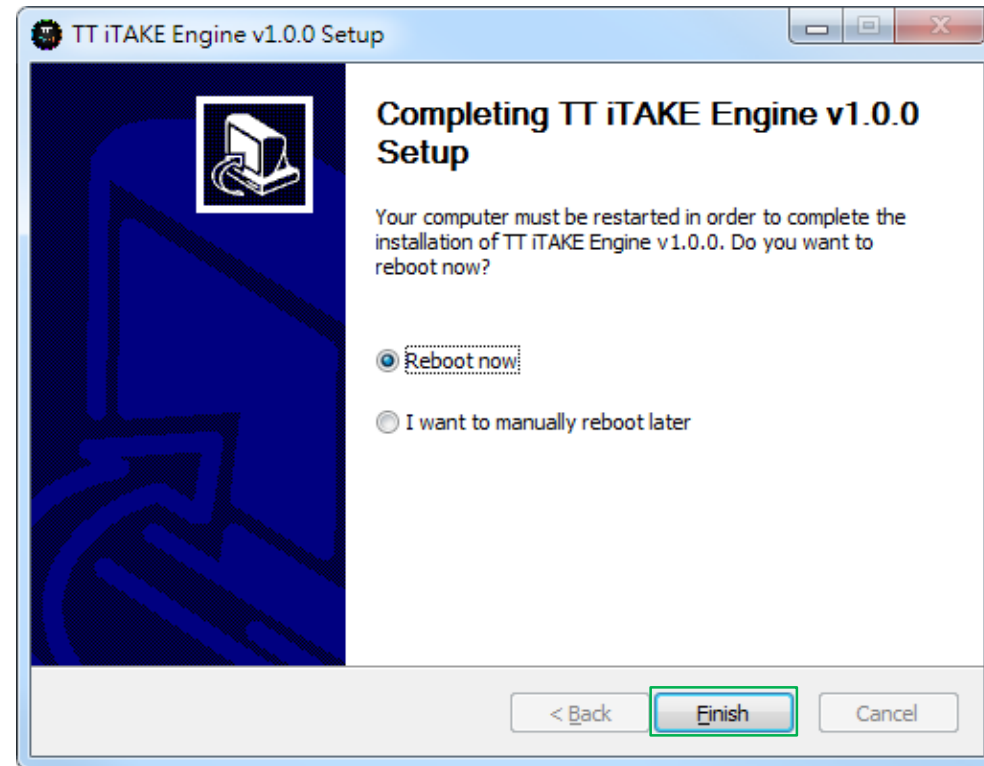 TT iTAKE Engine v1.0.0 Setup
Completing TT iTAKE Engine v1.0.0
Setup
Your computer must be restarted in order to complete the
installation of TT iTAKE Engine v1.0.0. Do you want to
reboot now?
Reboot now
I want to manually reboot later
< Back Finish Cancel